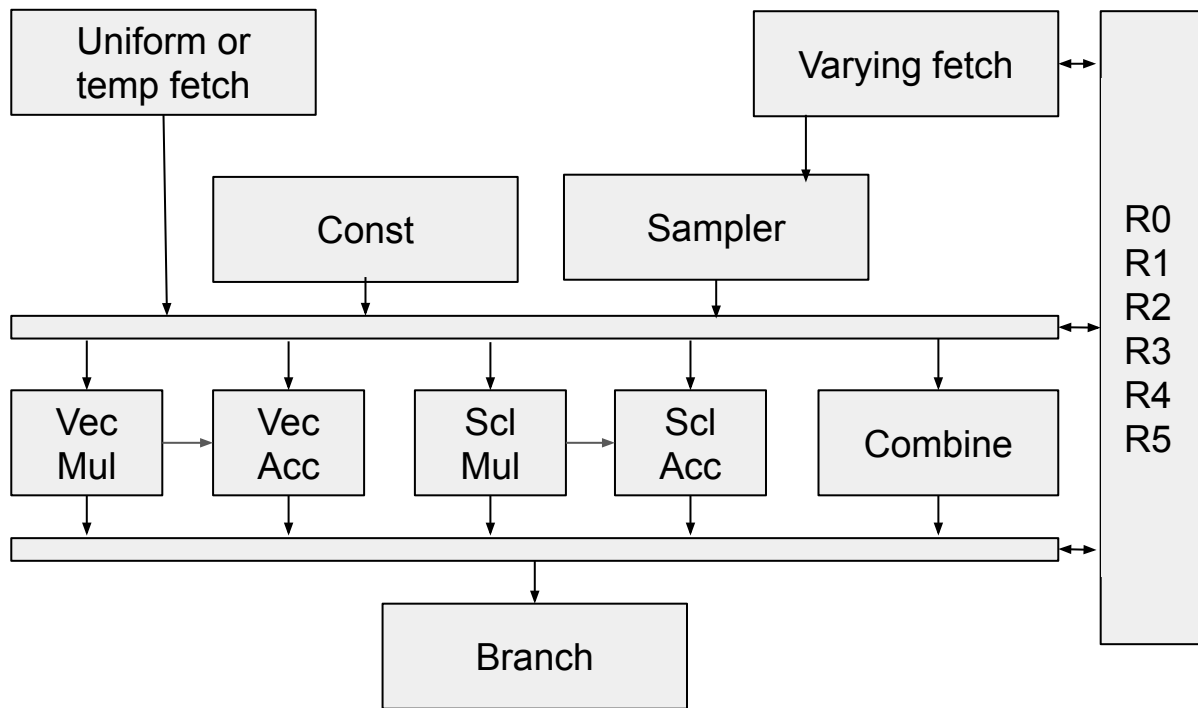 Uniform or
temp fetch
Varying fetch
Const
Sampler
R0
R1
R2
R3
R4
R5
Vec
Mul
Vec
Acc
Scl
Mul
Scl
Acc
Combine
Branch